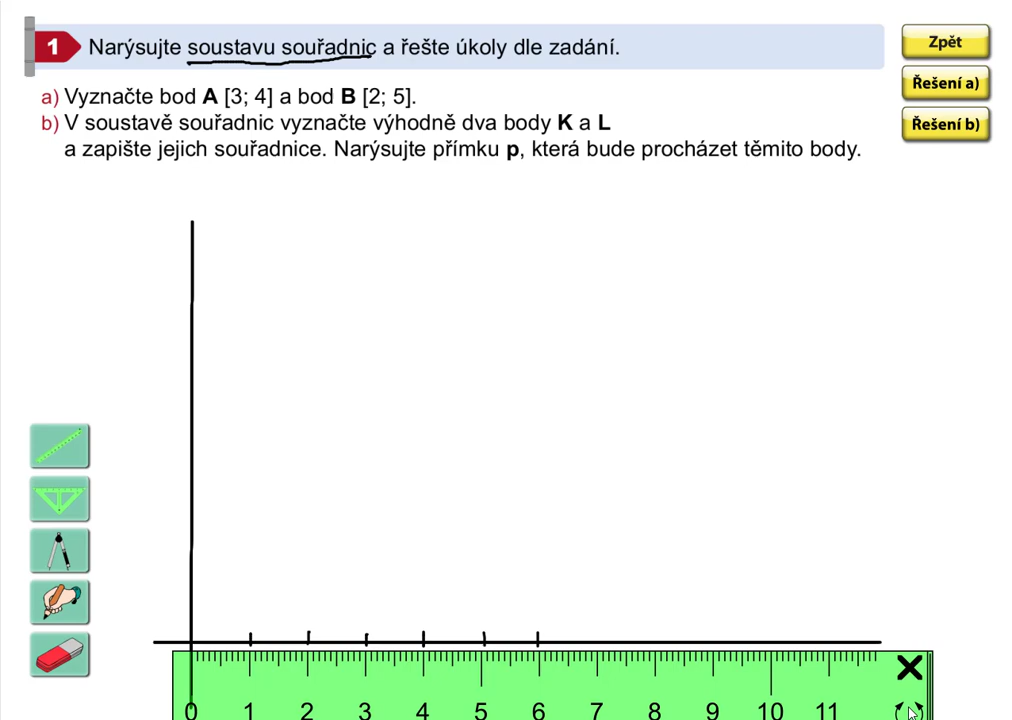 1 Narýsujte soustavu souřadnic a řešte úkoly dle zadání.
Zpět
Řešení a)
Řešení b)
a) Vyznačte bod A [3; 4] a bod B [2; 5].
b) V soustavě souřadnic vyznačte výhodně dva body K a L
a zapište jejich souřadnice. Narýsujte přímku p, která bude procházet těmito body.
0 1 2 3 4 5 6 7 8 9 10 11